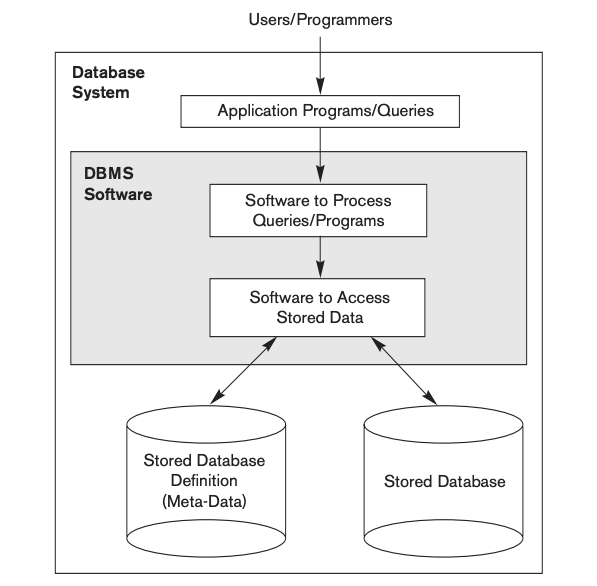 Users/Programmers
Database
System
Application Programs/Queries
DBMS
Software
Software to Process
Queries/Programs
Software to Access
Stored Data
Stored Database
Definition
(Meta-Data)
Stored Database